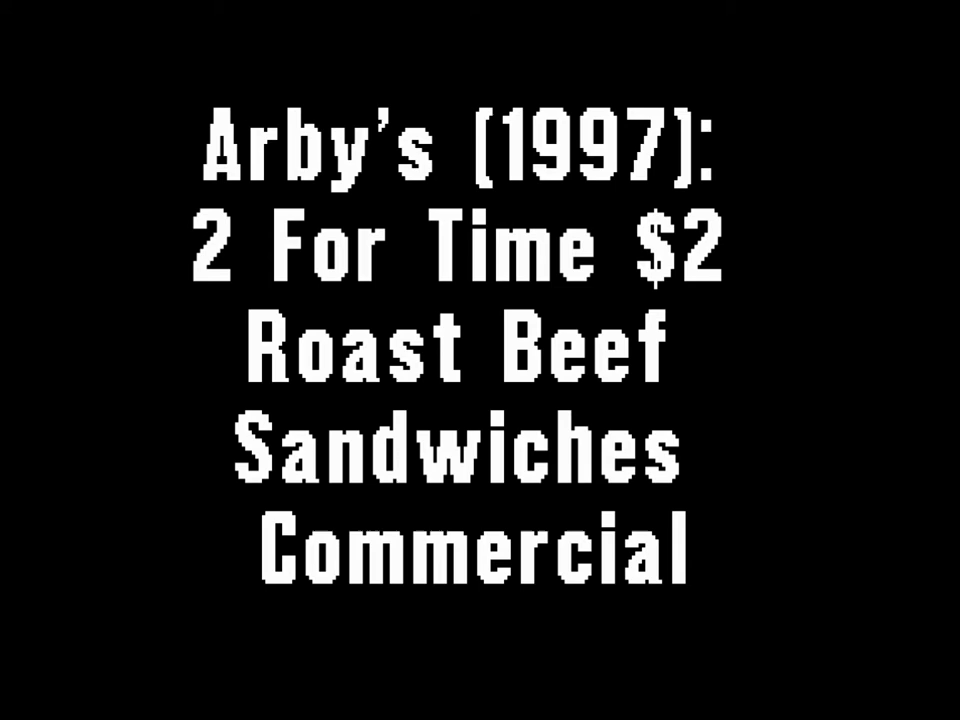 Arby's (1997):
2 For Time $2
Roast Beef
Sandwiches
Commercial